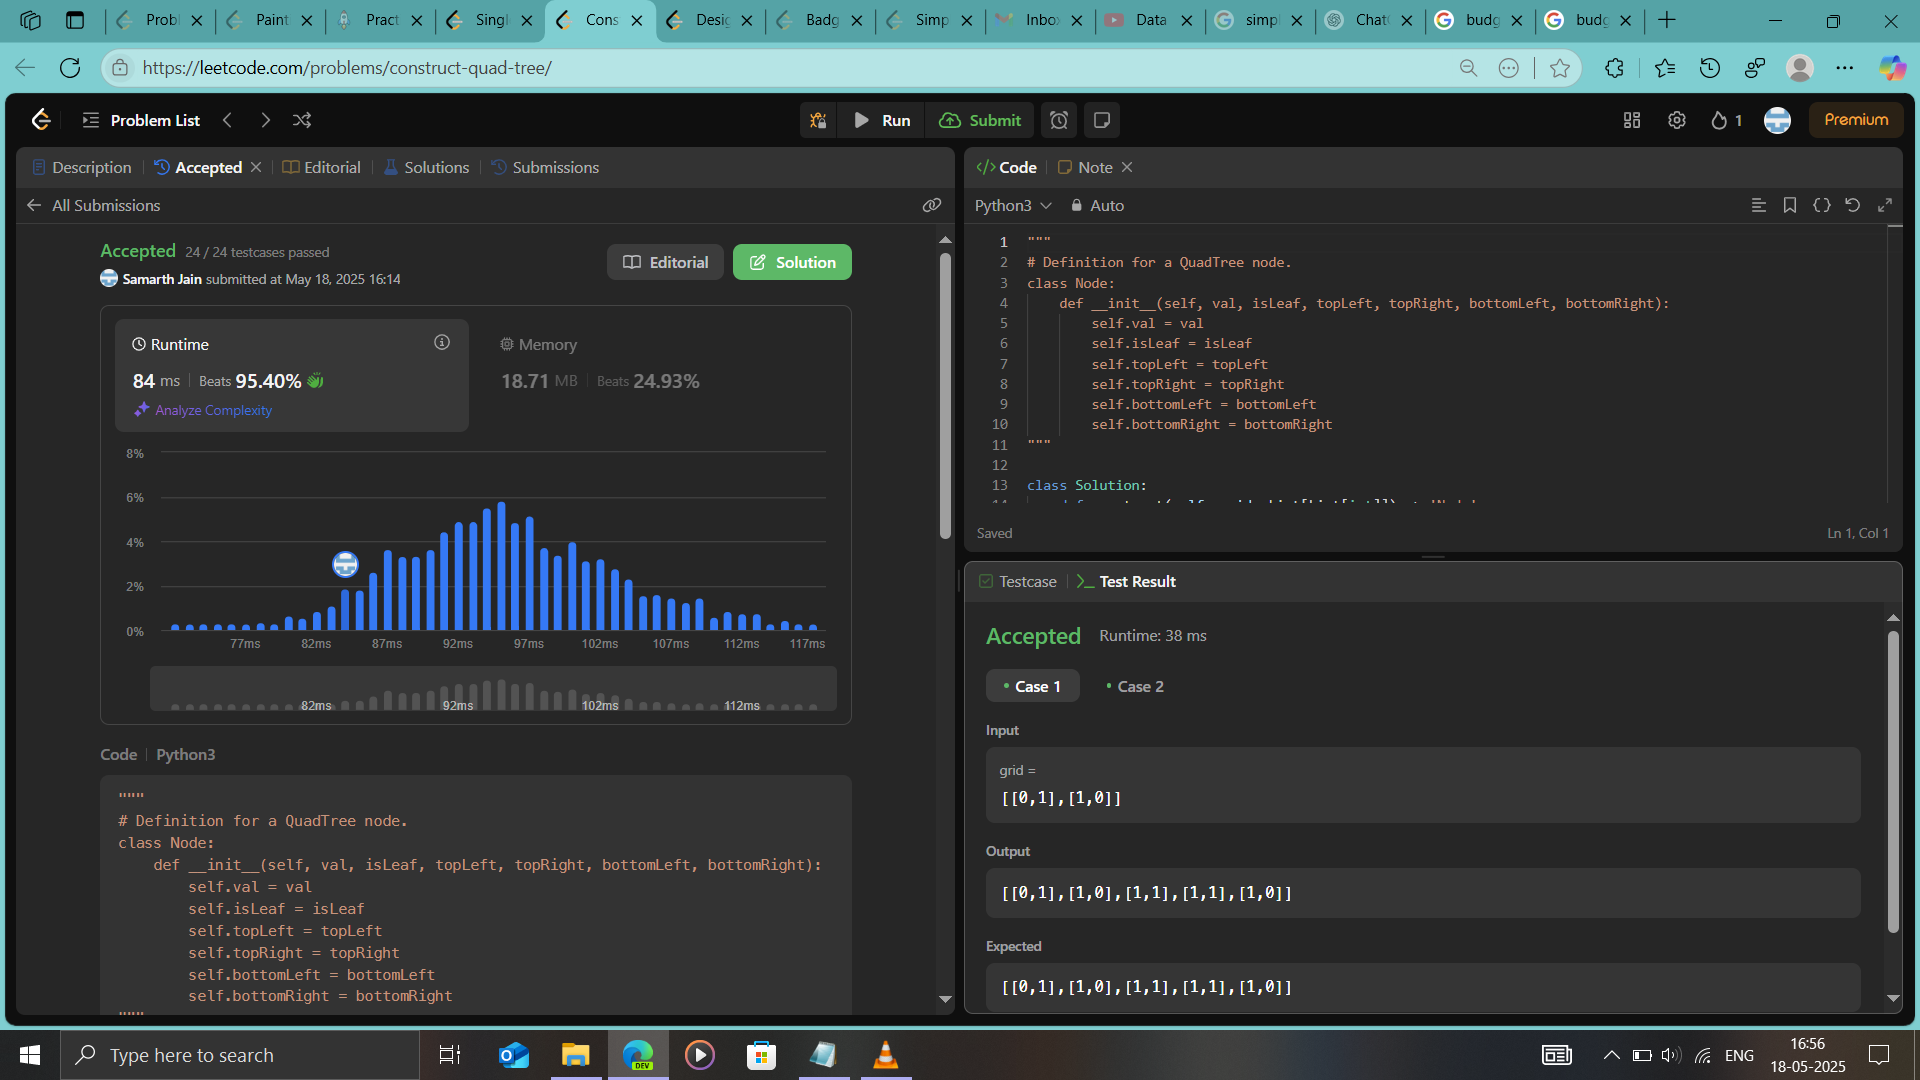 Probl
Paint
Pract
Singl
Cons
Desig
Badg
Simp
Inbo
Data
simpl
Chat
budg
budg
https://leetcode.com/problems/construct-quad-tree/
Problem List
Run
Submit
1
Premium
Description
Accepted
Editorial
Solutions
Submissions
All Submissions
Accepted 24 / 24 testcases passed
Samarth Jain submitted at May 18, 2025 16:14
Editorial
Solution
Runtime
84 ms Beats 95.40%
Analyze Complexity
Memory
18.71 MB Beats 24.93%
8%
6%
4%
2%
0%
77ms 82ms 87ms 92ms 97ms 102ms 107ms 112ms 117ms
82ms 92ms 102ms 112ms
Code Python3
"""
# Definition for a QuadTree node.
class Node:
    def __init__(self, val, isLeaf, topLeft, topRight, bottomLeft, bottomRight):
        self.val = val
        self.isLeaf = isLeaf
        self.topLeft = topLeft
        self.topRight = topRight
        self.bottomLeft = bottomLeft
        self.bottomRight = bottomRight
"""
Code
Note
Python3
Auto
1 """
2 # Definition for a QuadTree node.
3 class Node:
4     def __init__(self, val, isLeaf, topLeft, topRight, bottomLeft, bottomRight):
5         self.val = val
6         self.isLeaf = isLeaf
7         self.topLeft = topLeft
8         self.topRight = topRight
9         self.bottomLeft = bottomLeft
10         self.bottomRight = bottomRight
11 """
12
13 class Solution:
Saved
Ln 1, Col 1
Testcase
Test Result
Accepted Runtime: 38 ms
Case 1
Case 2
Input
grid =
[[0,1],[1,0]]
Output
[[0,1],[1,0],[1,1],[1,1],[1,0]]
Expected
[[0,1],[1,0],[1,1],[1,1],[1,0]]
Type here to search
DEV
ENG
16:56
18-05-2025